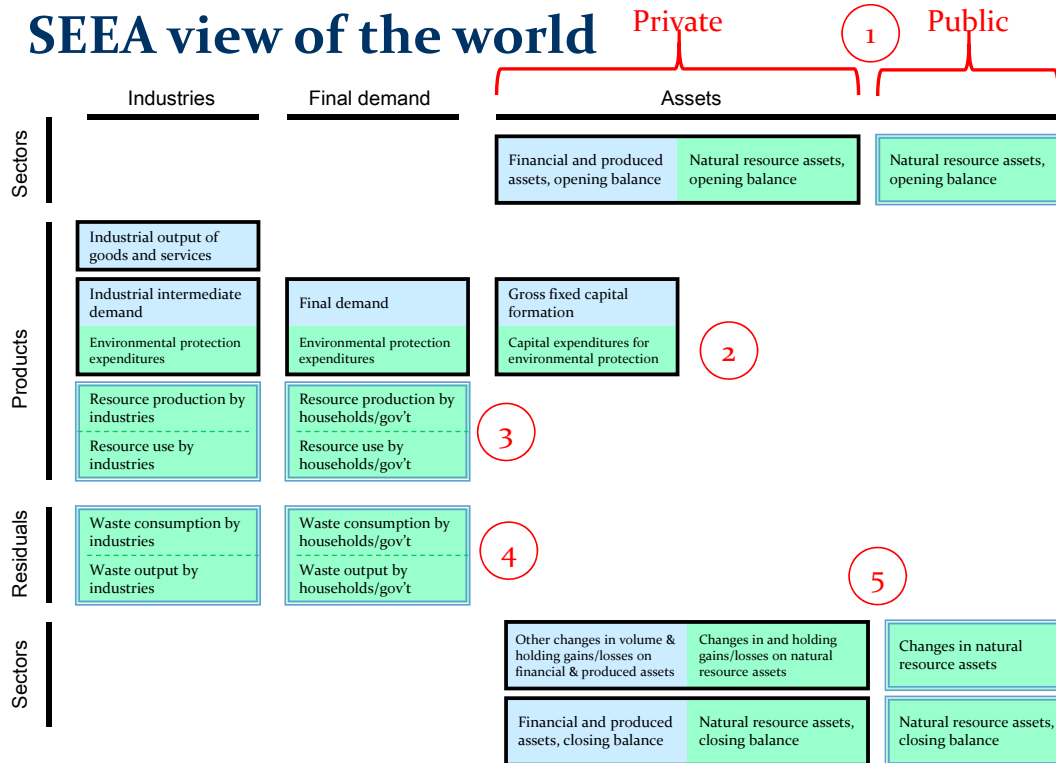 SEEA view of the world
Private
1
Public
Industries
Final demand
Assets
Sectors
Financial and produced
assets, opening balance
Natural resource assets,
opening balance
Natural resource assets,
opening balance
Products
Industrial output of
goods and services
Industrial intermediate
demand
Environmental protection
expenditures
Final demand
Environmental protection
expenditures
Gross fixed capital
formation
Capital expenditures for
environmental protection
2
Resource production by
industries
Resource use by
industries
Resource production by
households/gov't
Resource use by
households/gov't
3
Residuals
Waste consumption by
industries
Waste output by
industries
Waste consumption by
households/gov't
Waste output by
households/gov't
4
5
Sectors
Other changes in volume &
holding gains/losses on
financial & produced assets
Changes in and holding
gains/losses on natural
resource assets
Changes in natural
resource assets
Financial and produced
assets, closing balance
Natural resource assets,
closing balance
Natural resource assets,
closing balance